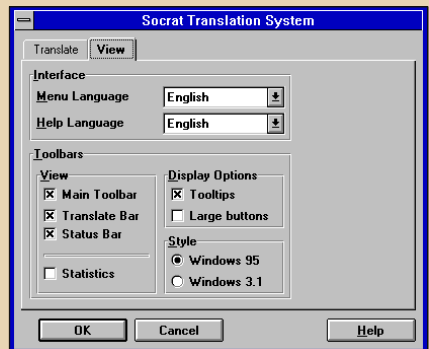 Socrat Translation System
Translate View
Interface
Menu Language English
Help Language English
Toolbars
View
Main Toolbar
Translate Bar
Status Bar
Statistics
Display Options
Tooltips
Large buttons
Style
Windows 95
Windows 3.1
OK Cancel Help